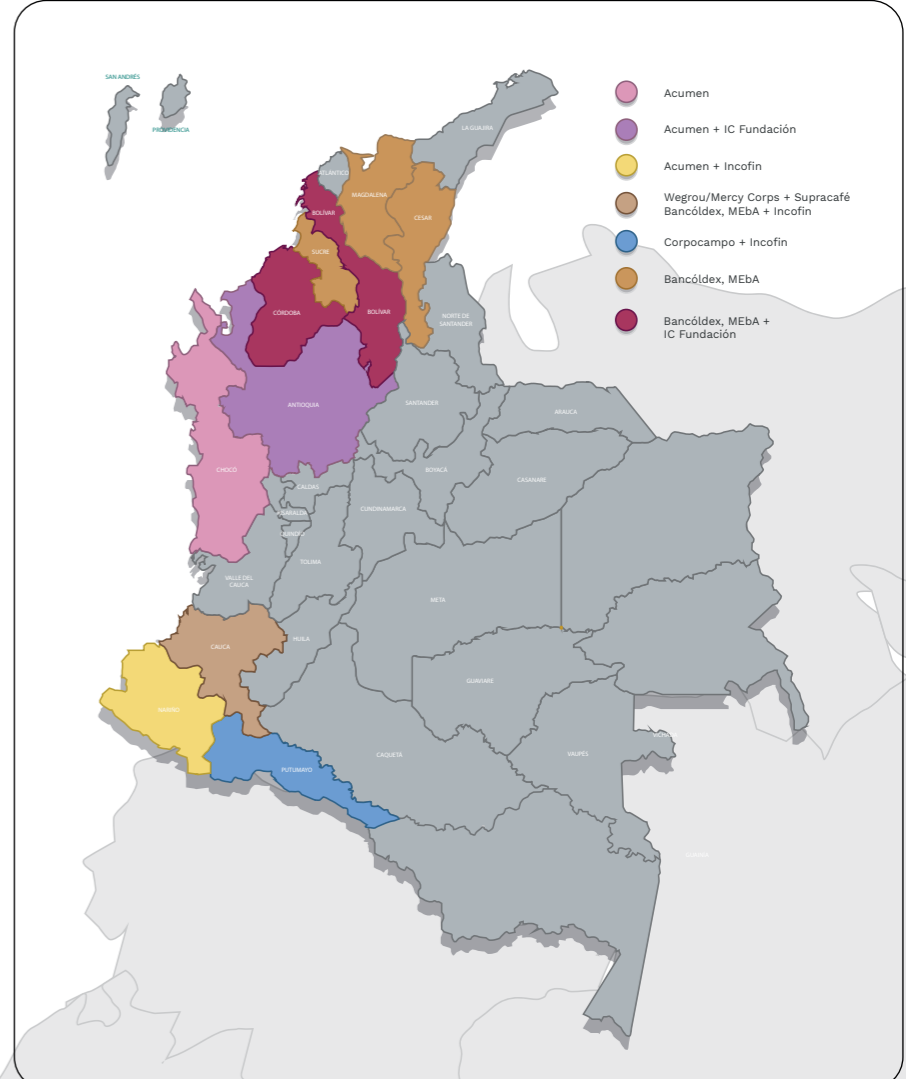 SAN ANDRÉS
PROVIDENCIA
LA GUAJIRA
ATLÁNTICO
MAGDALENA
BOLÍVAR
CESAR
SUCRE
CÓRDOBA
BOLÍVAR
NORTE DE
SANTANDER
ANTIOQUIA
SANTANDER
ARAUCA
CHOCÓ
BOYACÁ
CASANARE
CALDAS
CUNDINAMARCA
RISARALDA
QUINDÍO
TOLIMA
VALLE DEL
CAUCA
META
HUILA
CAUCA
GUAVIARE
NARIÑO
VAUPÉS
CAQUETÁ
PUTUMAYO
Acumen
Acumen + IC Fundación
Acumen + Incofin
Wegrou/Mercy Corps + Supracafé
Bancóldex, MEbA + Incofin
Corpocampo + Incofin
Bancóldex, MEbA
Bancóldex, MEbA +
IC Fundación